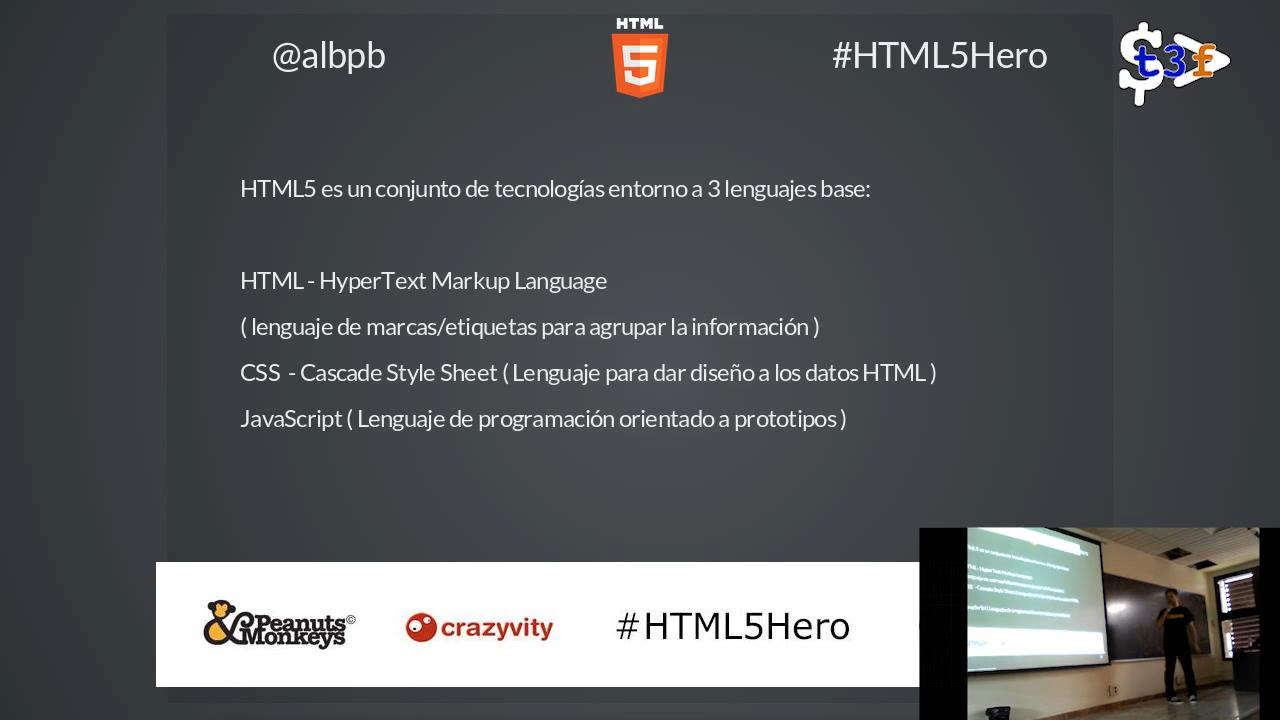 @albpb
HTML
5
#HTML5Hero
$t3f
HTML5 es un conjunto de tecnologías entorno a 3 lenguajes base:
HTML - HyperText Markup Language
( lenguaje de marcas/etiquetas para agrupar la información )
CSS - Cascade Style Sheet ( Lenguaje para dar diseño a los datos HTML )
JavaScript ( Lenguaje de programación orientado a prototipos )
&Peanuts©
Monkeys
crazyvity
#HTML5Hero